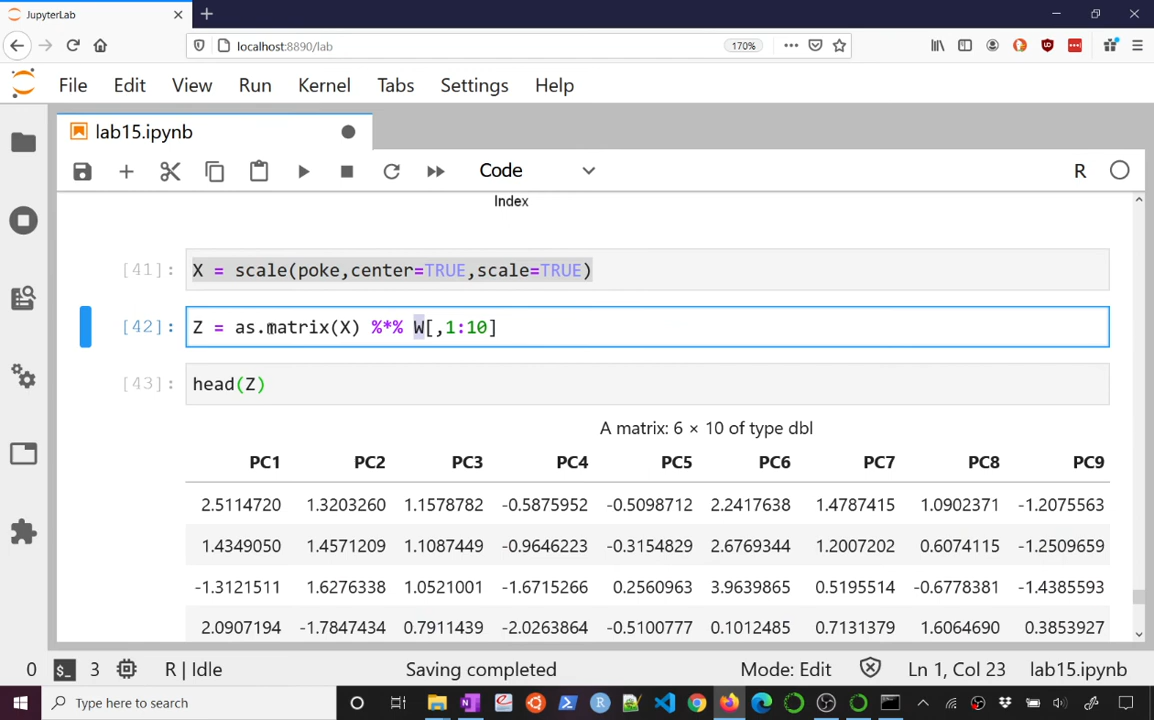 JupyterLab
localhost:8890/lab
170%
File Edit View Run Kernel Tabs Settings Help
lab15.ipynb
Code
R
Index
[41]: X = scale(poke,center=TRUE,scale=TRUE)
[42]: Z = as.matrix(X) %*% W[,1:10]
[43]: head(Z)
A matrix: 6 × 10 of type dbl
PC1 PC2 PC3 PC4 PC5 PC6 PC7 PC8 PC9
2.5114720 1.3203260 1.1578782 -0.5875952 -0.5098712 2.2417638 1.4787415 1.0902371 -1.2075563
1.4349050 1.4571209 1.1087449 -0.9646223 -0.3154829 2.6769344 1.2007202 0.6074115 -1.2509659
-1.3121511 1.6276338 1.0521001 -1.6715266 0.2560963 3.9639865 0.5195514 -0.6778381 -1.4385593
2.0907194 -1.7847434 0.7911439 -2.0263864 -0.5100777 0.1012485 0.7131379 1.6064690 0.3853927
0 3 R | Idle Saving completed Mode: Edit Ln 1, Col 23 lab15.ipynb
Type here to search